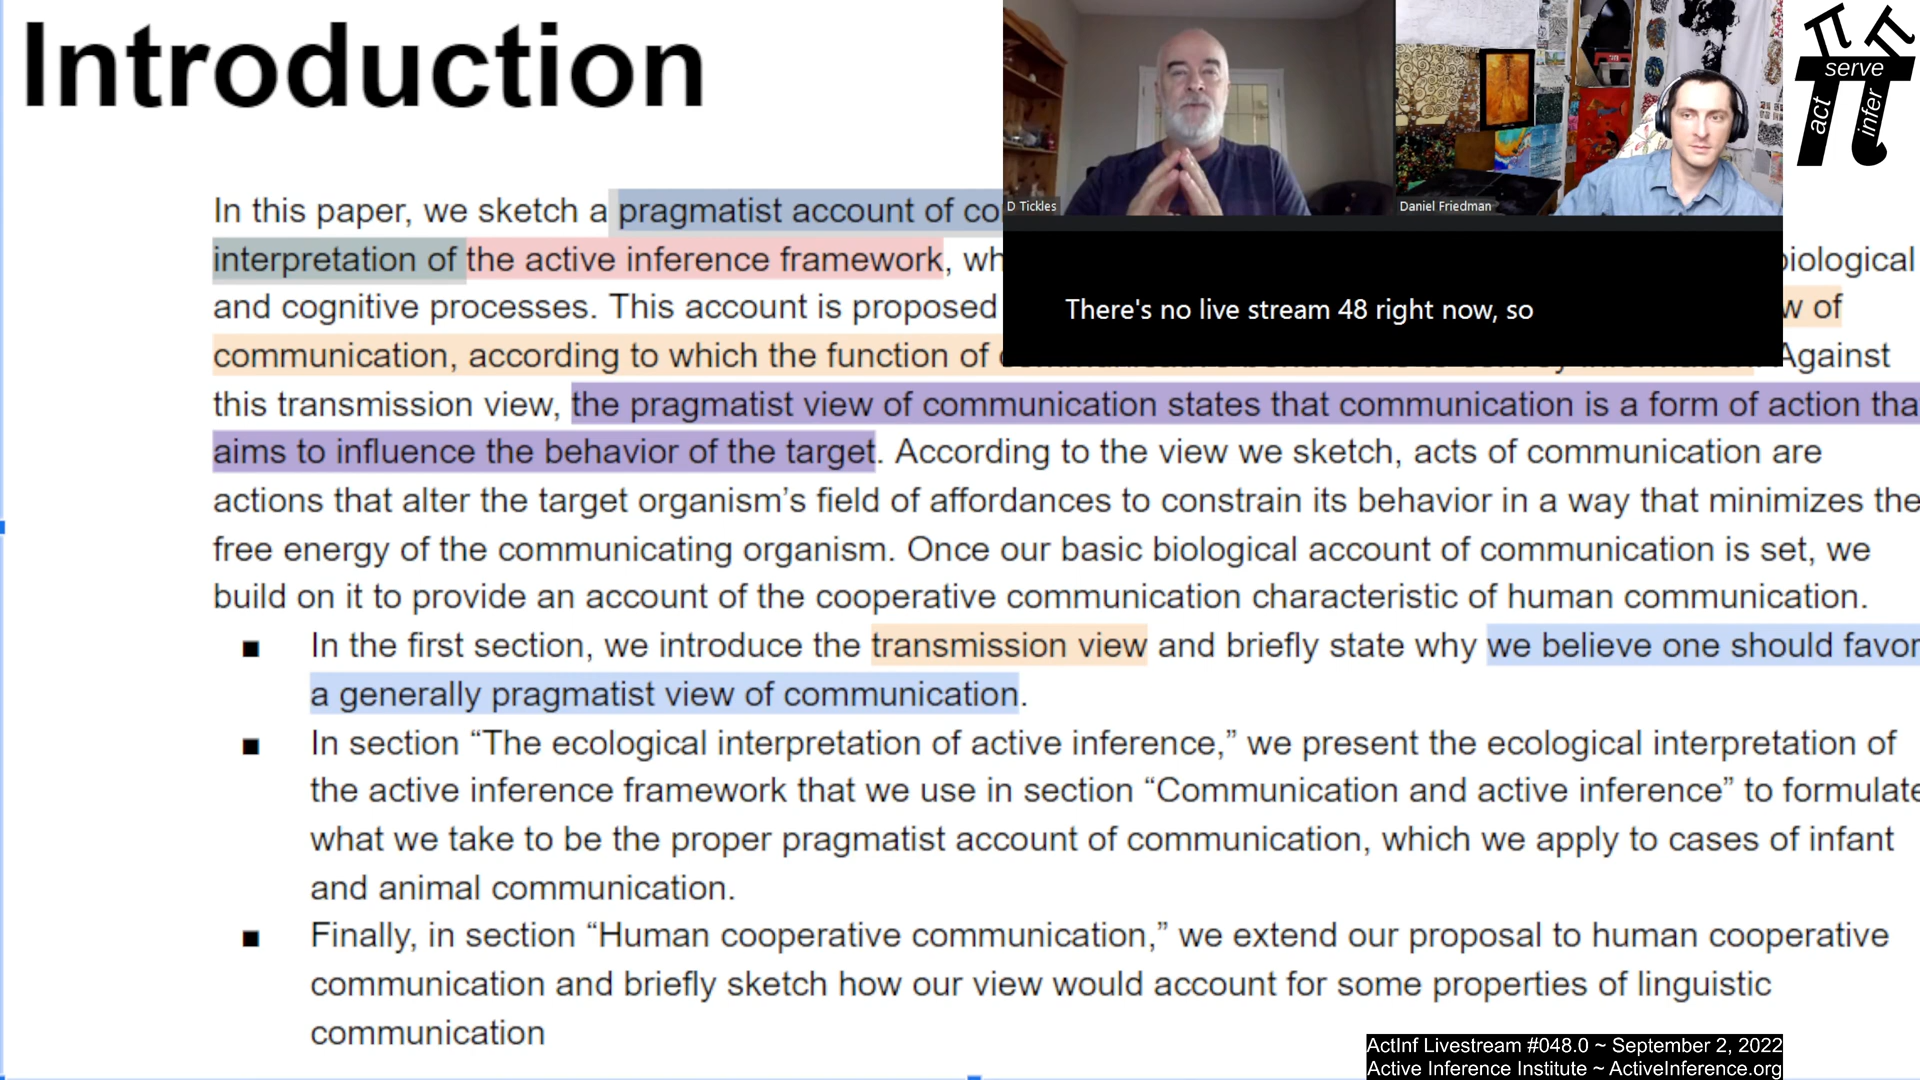 Introduction
In this paper, we sketch a pragmatist account of co
interpretation of the active inference framework, wh biological
and cognitive processes. This account is proposed w of
communication, according to which the function of Against
this transmission view, the pragmatist view of communication states that communication is a form of action tha
aims to influence the behavior of the target. According to the view we sketch, acts of communication are
actions that alter the target organism’s field of affordances to constrain its behavior in a way that minimizes the
free energy of the communicating organism. Once our basic biological account of communication is set, we
build on it to provide an account of the cooperative communication characteristic of human communication.
■ In the first section, we introduce the transmission view and briefly state why we believe one should favor
a generally pragmatist view of communication.
■ In section “The ecological interpretation of active inference,” we present the ecological interpretation of
the active inference framework that we use in section “Communication and active inference” to formulate
what we take to be the proper pragmatist account of communication, which we apply to cases of infant
and animal communication.
■ Finally, in section “Human cooperative communication,” we extend our proposal to human cooperative
communication and briefly sketch how our view would account for some properties of linguistic
communication
D Tickles
Daniel Friedman
There's no live stream 48 right now, so
serve
act
infer
ActInf Livestream #048.0 ~ September 2, 2022
Active Inference Institute ~ ActiveInference.org